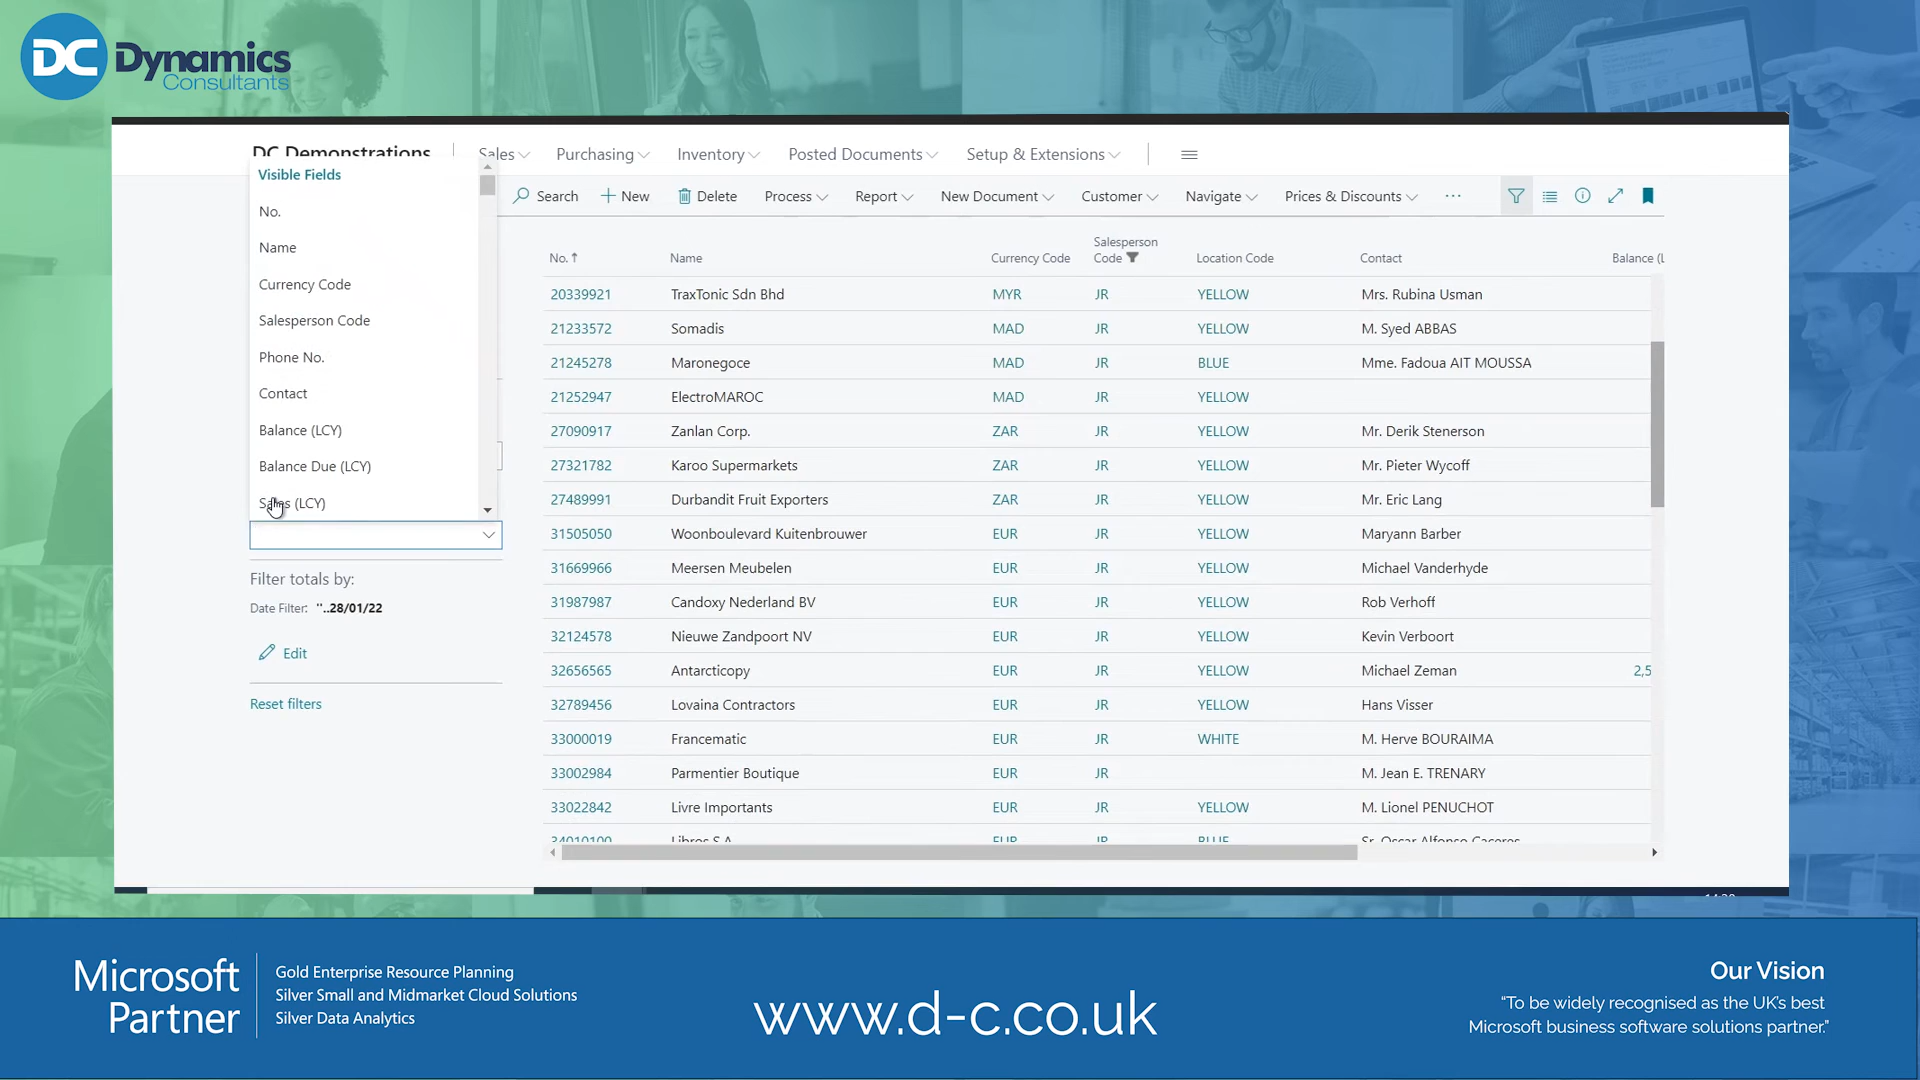 DC Dynamics
Consultants
DC Demonstrations
Sales
Purchasing
Inventory
Posted Documents
Setup & Extensions
Search
New
Delete
Process
Report
New Document
Customer
Navigate
Prices & Discounts
Visible Fields
No.
Name
Currency Code
Salesperson Code
Phone No.
Contact
Balance (LCY)
Balance Due (LCY)
Sales (LCY)
Filter totals by:
Date Filter: ''..28/01/22
Edit
Reset filters
No. ↑ Name Currency Code Salesperson Code Location Code Contact Balance (L
20339921 TraxTonic Sdn Bhd MYR JR YELLOW Mrs. Rubina Usman
21233572 Somadis MAD JR YELLOW M. Syed ABBAS
21245278 Maronegoce MAD JR BLUE Mme. Fadoua AIT MOUSSA
21252947 ElectroMAROC MAD JR YELLOW
27090917 Zanlan Corp. ZAR JR YELLOW Mr. Derik Stenerson
27321782 Karoo Supermarkets ZAR JR YELLOW Mr. Pieter Wycoff
27489991 Durbandit Fruit Exporters ZAR JR YELLOW Mr. Eric Lang
31505050 Woonboulevard Kuitenbrouwer EUR JR YELLOW Maryann Barber
31669966 Meersen Meubelen EUR JR YELLOW Michael Vanderhyde
31987987 Candoxy Nederland BV EUR JR YELLOW Rob Verhoff
32124578 Nieuwe Zandpoort NV EUR JR YELLOW Kevin Verboort
32656565 Antarcticopy EUR JR YELLOW Michael Zeman 2,5
32789456 Lovaina Contractors EUR JR YELLOW Hans Visser
33000019 Francematic EUR JR WHITE M. Herve BOURAIMA
33002984 Parmentier Boutique EUR JR M. Jean E. TRENARY
33022842 Livre Importants EUR JR YELLOW M. Lionel PENUCHOT
34010100 Libros S.A. EUR JR BLUE Sr. Oscar Alfonso Caceres
Microsoft
Partner
Gold Enterprise Resource Planning
Silver Small and Midmarket Cloud Solutions
Silver Data Analytics
www.d-c.co.uk
Our Vision
“To be widely recognised as the UK's best
Microsoft business software solutions partner.”